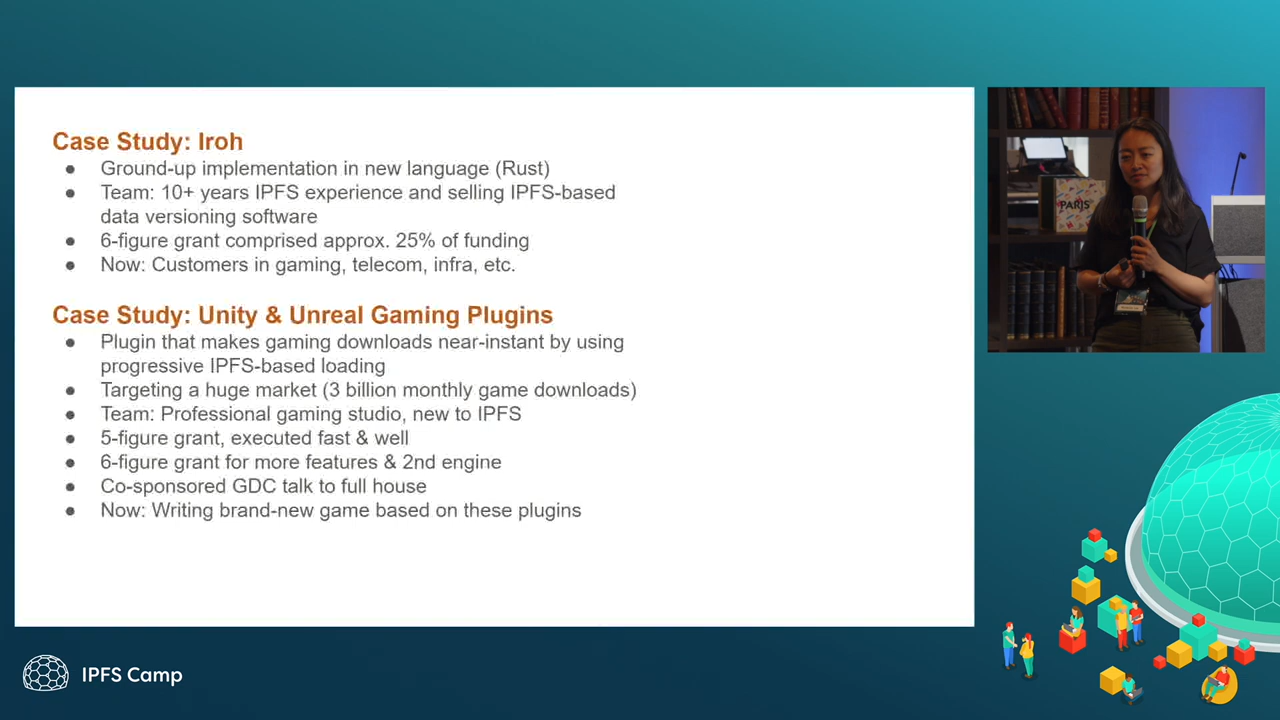 Case Study: Iroh
● Ground-up implementation in new language (Rust)
● Team: 10+ years IPFS experience and selling IPFS-based
data versioning software
● 6-figure grant comprised approx. 25% of funding
● Now: Customers in gaming, telecom, infra, etc.
Case Study: Unity & Unreal Gaming Plugins
● Plugin that makes gaming downloads near-instant by using
progressive IPFS-based loading
● Targeting a huge market (3 billion monthly game downloads)
● Team: Professional gaming studio, new to IPFS
● 5-figure grant, executed fast & well
● 6-figure grant for more features & 2nd engine
● Co-sponsored GDC talk to full house
● Now: Writing brand-new game based on these plugins
PARIS
IPFS Camp